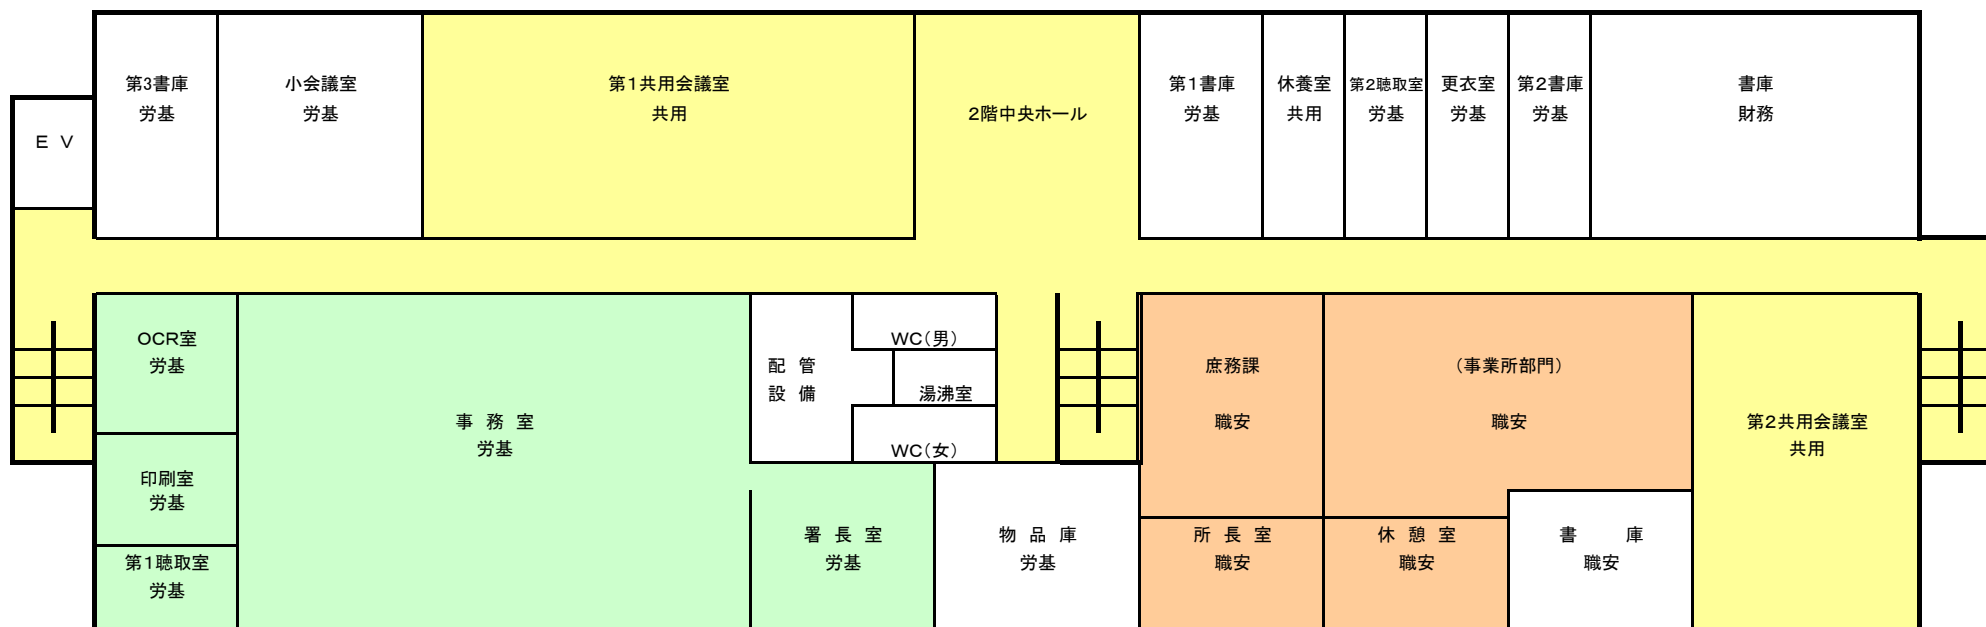 第3書庫
労基
小会議室
労基
第1共用会議室
共用
2階中央ホール
第1書庫
労基
休養室
共用
第2聴取室
労基
更衣室
労基
第2書庫
労基
書庫
財務
E V
OCR室
労基
印刷室
労基
第1聴取室
労基
事 務 室
労基
配 管
設 備
WC(男)
湯沸室
WC(女)
署 長 室
労基
物 品 庫
労基
庶務課
職安
(事業所部門)
職安
所 長 室
職安
休 憩 室
職安
書 庫
職安
第2共用会議室
共用